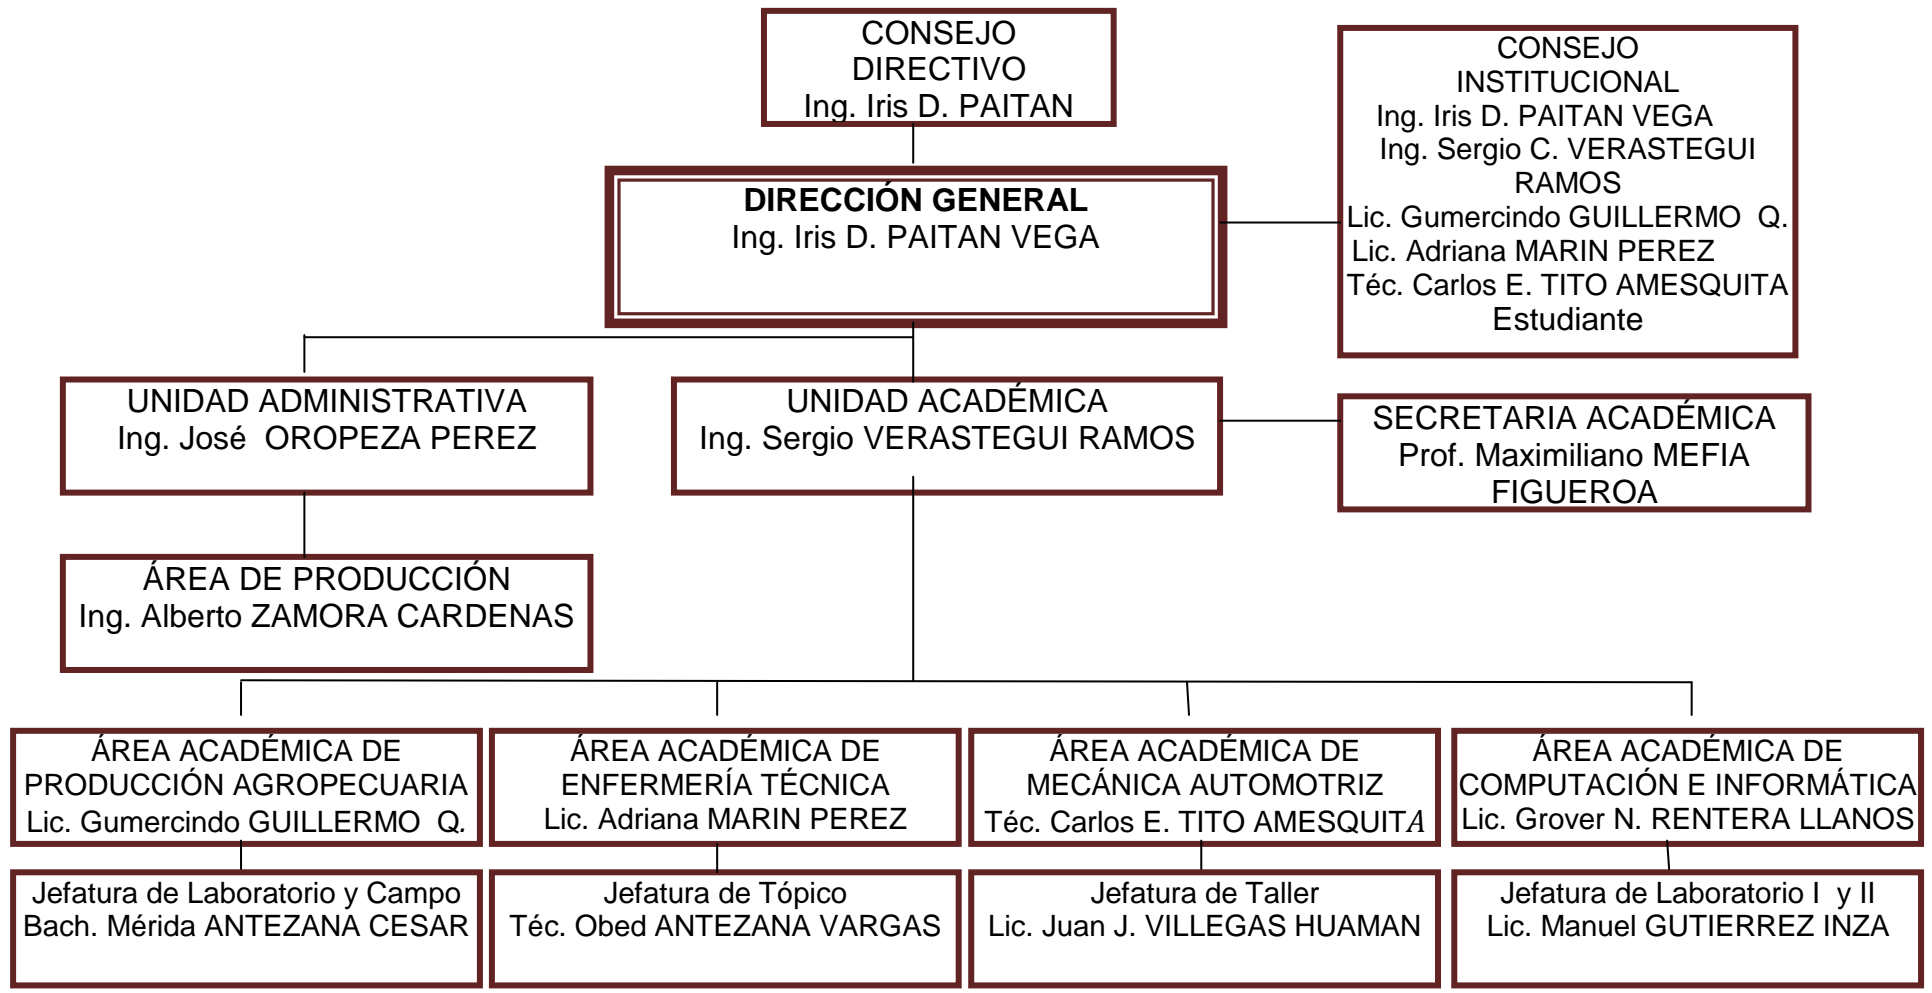 CONSEJO
DIRECTIVO
Ing. Iris D. PAITAN
CONSEJO
INSTITUCIONAL
Ing. Iris D. PAITAN VEGA
Ing. Sergio C. VERASTEGUI
RAMOS
Lic. Gumercindo GUILLERMO Q.
Lic. Adriana MARIN PEREZ
Téc. Carlos E. TITO AMESQUITA
Estudiante
DIRECCIÓN GENERAL
Ing. Iris D. PAITAN VEGA
UNIDAD ADMINISTRATIVA
Ing. José OROPEZA PEREZ
UNIDAD ACADÉMICA
Ing. Sergio VERASTEGUI RAMOS
SECRETARIA ACADÉMICA
Prof. Maximiliano MEFIA
FIGUEROA
ÁREA DE PRODUCCIÓN
Ing. Alberto ZAMORA CARDENAS
ÁREA ACADÉMICA DE
PRODUCCIÓN AGROPECUARIA
Lic. Gumercindo GUILLERMO Q.
ÁREA ACADÉMICA DE
ENFERMERÍA TÉCNICA
Lic. Adriana MARIN PEREZ
ÁREA ACADÉMICA DE
MECÁNICA AUTOMOTRIZ
Téc. Carlos E. TITO AMESQUITA
ÁREA ACADÉMICA DE
COMPUTACIÓN E INFORMÁTICA
Lic. Grover N. RENTERA LLANOS
Jefatura de Laboratorio y Campo
Bach. Mérida ANTEZANA CESAR
Jefatura de Tópico
Téc. Obed ANTEZANA VARGAS
Jefatura de Taller
Lic. Juan J. VILLEGAS HUAMAN
Jefatura de Laboratorio I y II
Lic. Manuel GUTIERREZ INZA